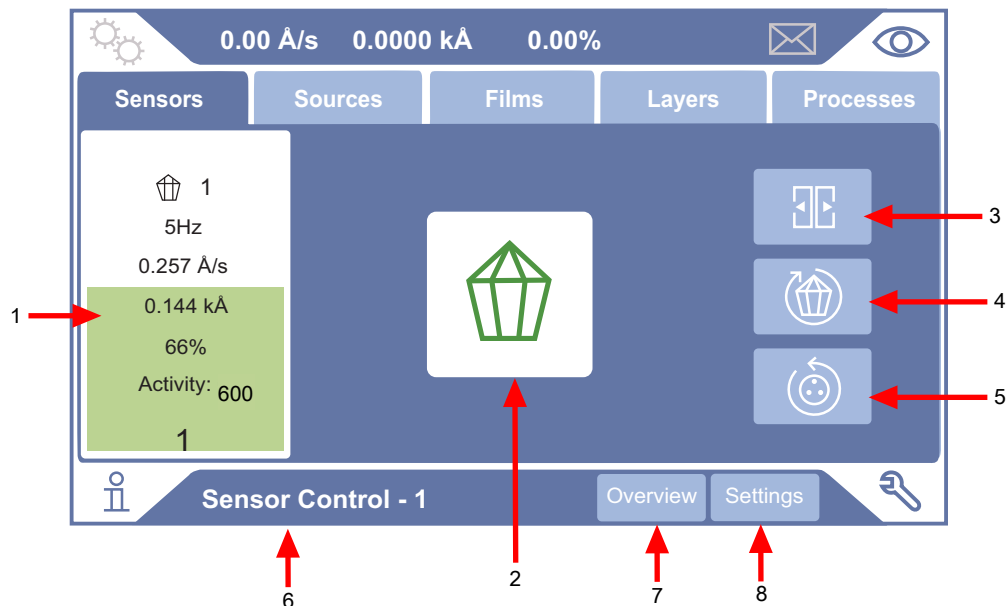 0.00 Å/s 0.0000 kÅ 0.00%
Sensors Sources Films Layers Processes
1
5Hz
0.257 Å/s
0.144 kÅ
66%
Activity: 600
1
1
3
4
5
Sensor Control - 1 Overview Settings
6
2
7
8